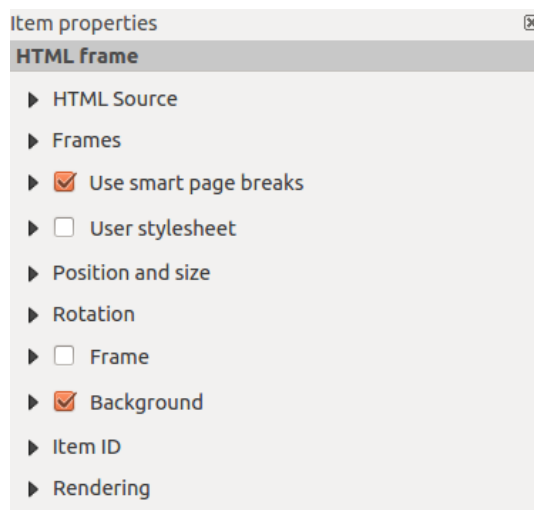 Item properties
HTML frame
HTML Source
Frames
Use smart page breaks
User stylesheet
Position and size
Rotation
Frame
Background
Item ID
Rendering